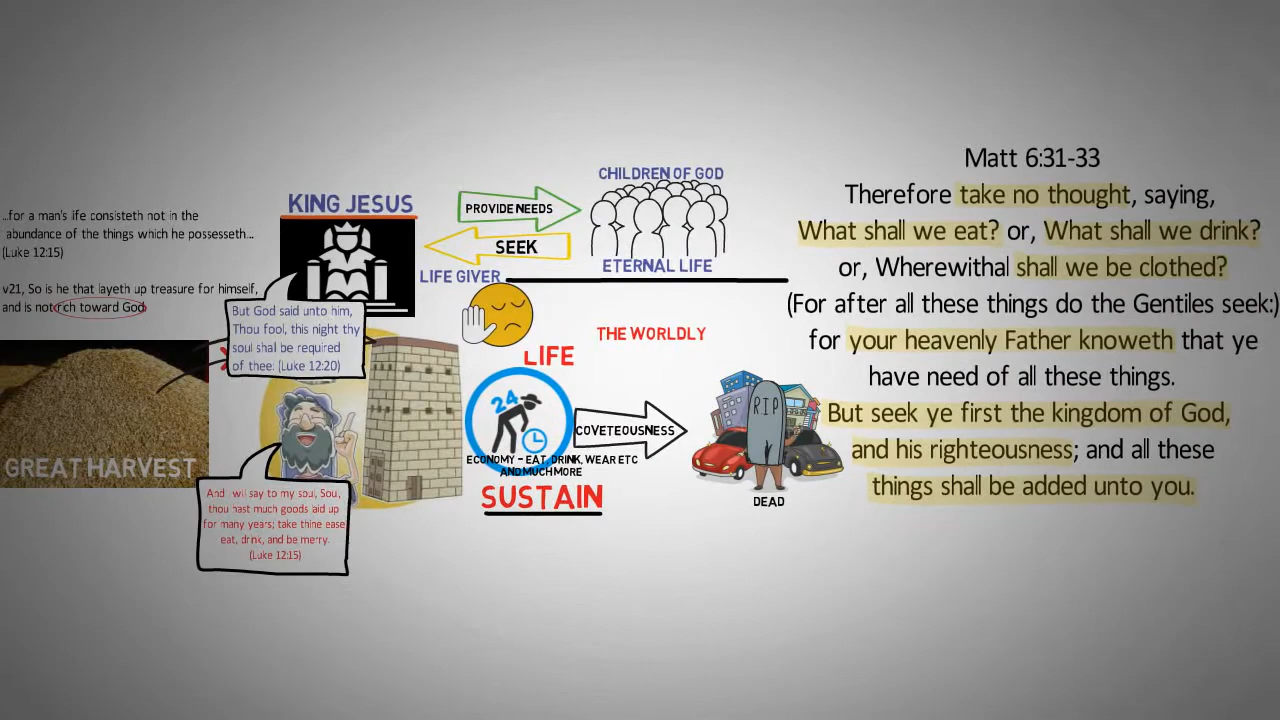 ...for a man's ife consisteth not in the
abundance of the things which he possesseth...
(Luke 12:15)
v21, So is he that layeth up treasure for himself,
and is not rich toward God.
GREAT HARVEST
KING JESUS
But God said unto him,
Thou fool, this night thy
soul shal be required
of thee: (Luke 12:20)
And I wil say to my soul, Soul,
thou hast much goods laid up
for many years; take thine ease
eat, drink, and be merry.
(Luke 12:15)
PROVIDE NEEDS
SEEK
LIFE GIVER
CHILDREN OF GOD
ETERNAL LIFE
THE WORLDLY
LIFE
24
COVETEOUSNESS
ECONOMY - EAT, DRINK, WEAR ETC
AND MUCH MORE
SUSTAIN
RIP
DEAD
Matt 6:31-33
Therefore take no thought, saying,
What shall we eat? or, What shall we drink?
or, Wherewithal shall we be clothed?
(For after all these things do the Gentiles seek:)
for your heavenly Father knoweth that ye
have need of all these things.
But seek ye first the kingdom of God,
and his righteousness; and all these
things shall be added unto you.